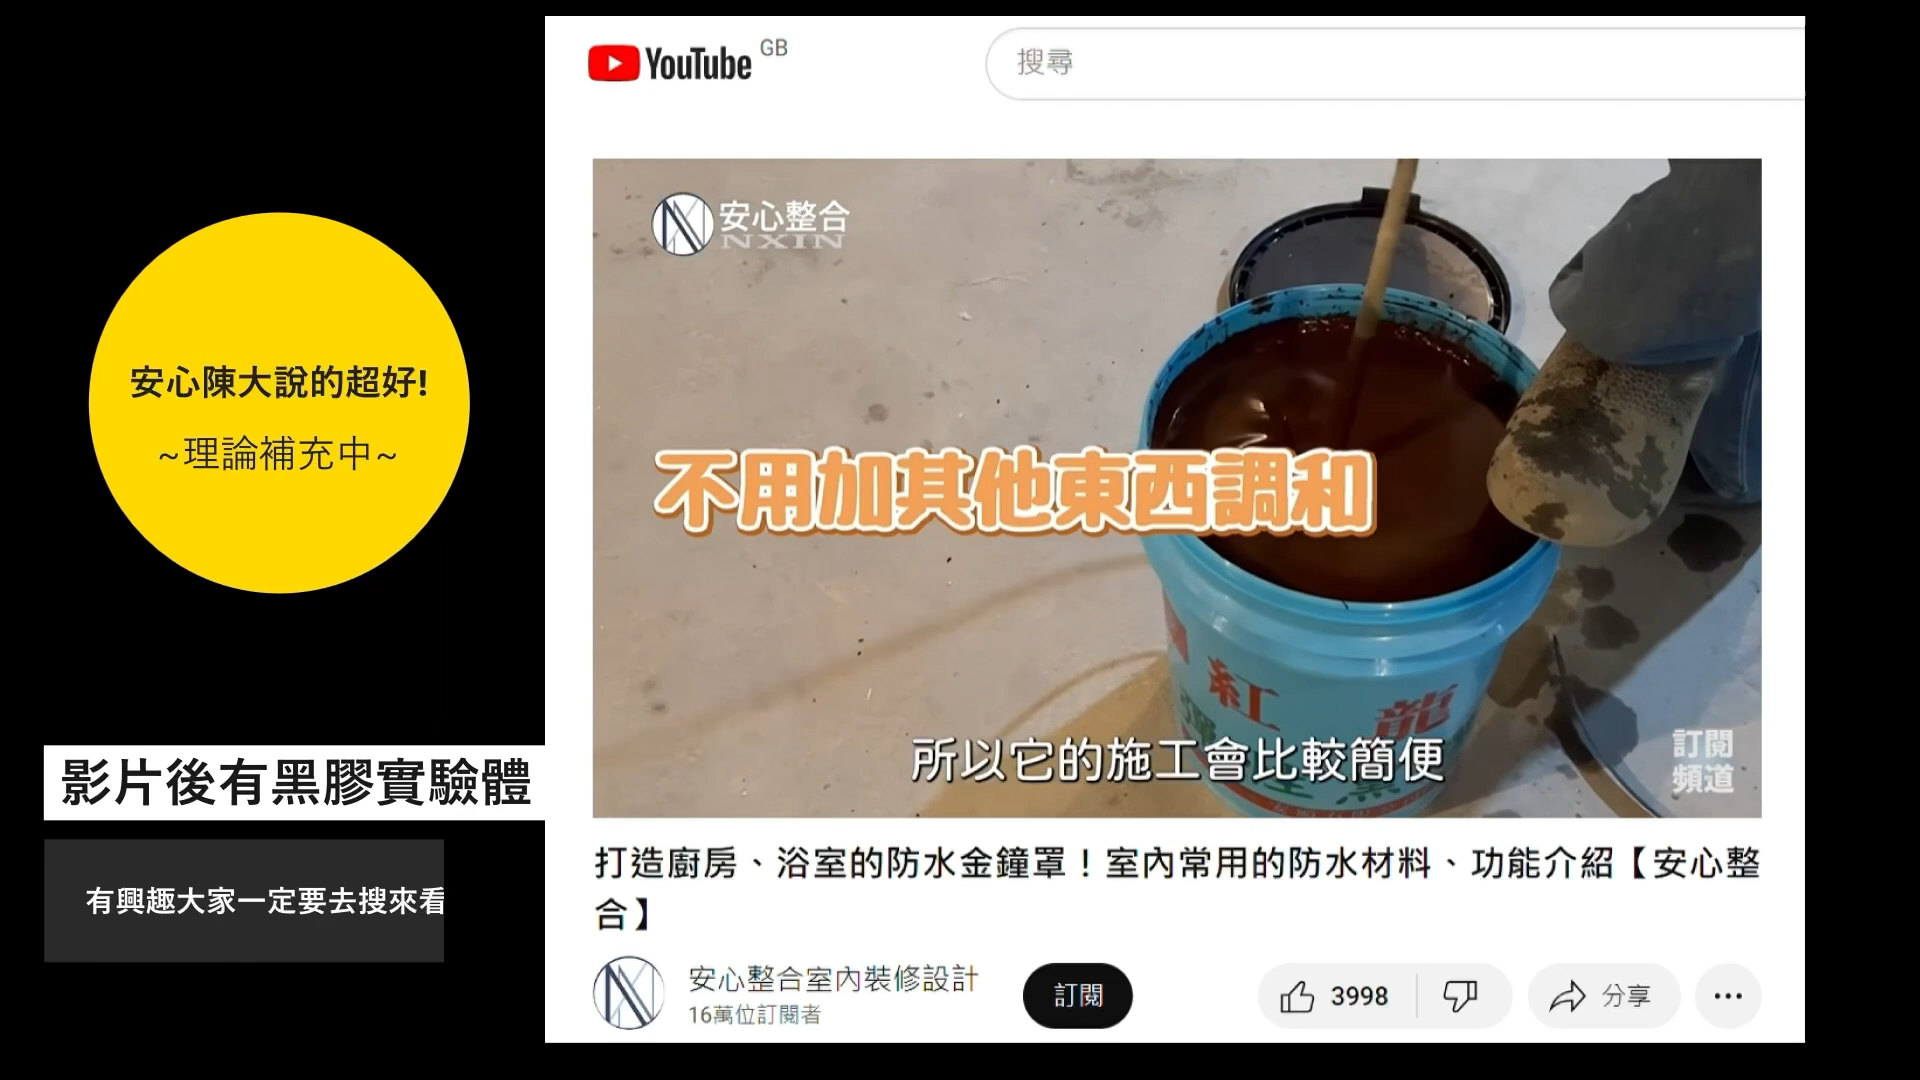 安心陳大說的超好!
~理論補充中~
影片後有黑膠實驗體
有興趣大家一定要去搜來看
YouTube GB
搜尋
安心整合
NXIN
不用加其他東西調和
紅龍
所以它的施工會比較簡便
訂閱
頻道
打造廚房、浴室的防水金鐘罩！室內常用的防水材料、功能介紹【安心整
合】
安心整合室內裝修設計
16萬位訂閱者
訂閱
3998
分享